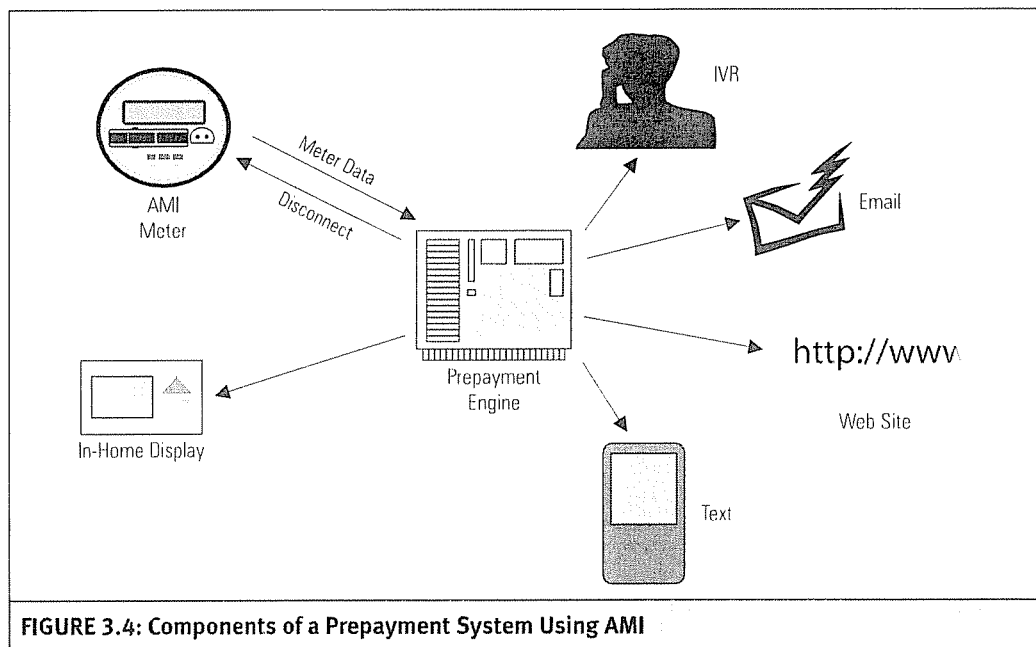 IVR
Meter Data
Disconnect
AMI
Meter
Email
Prepayment
Engine
http://www
Web Site
In-Home Display
Text
FIGURE 3.4: Components of a Prepayment System Using AMI